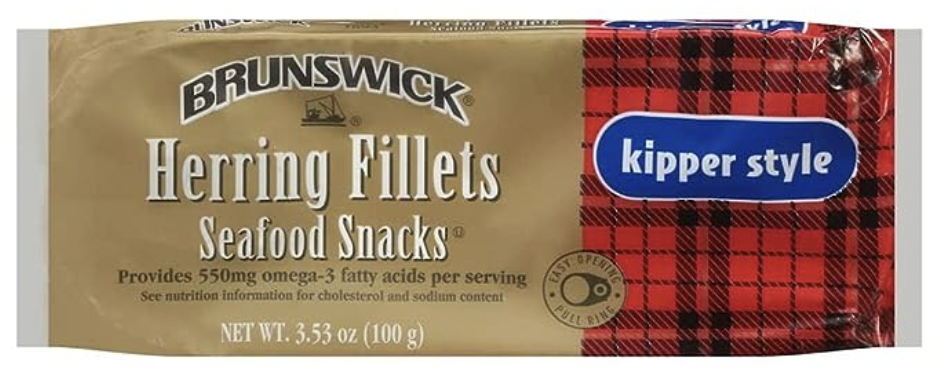 BRUNSWICK®
®
Herring Fillets
Seafood Snacks Ⓤ
Provides 550mg omega-3 fatty acids per serving
See nutrition information for cholesterol and sodium content
NET WT. 3.53 oz (100 g)
EASY OPENING
PULL RING
kipper style